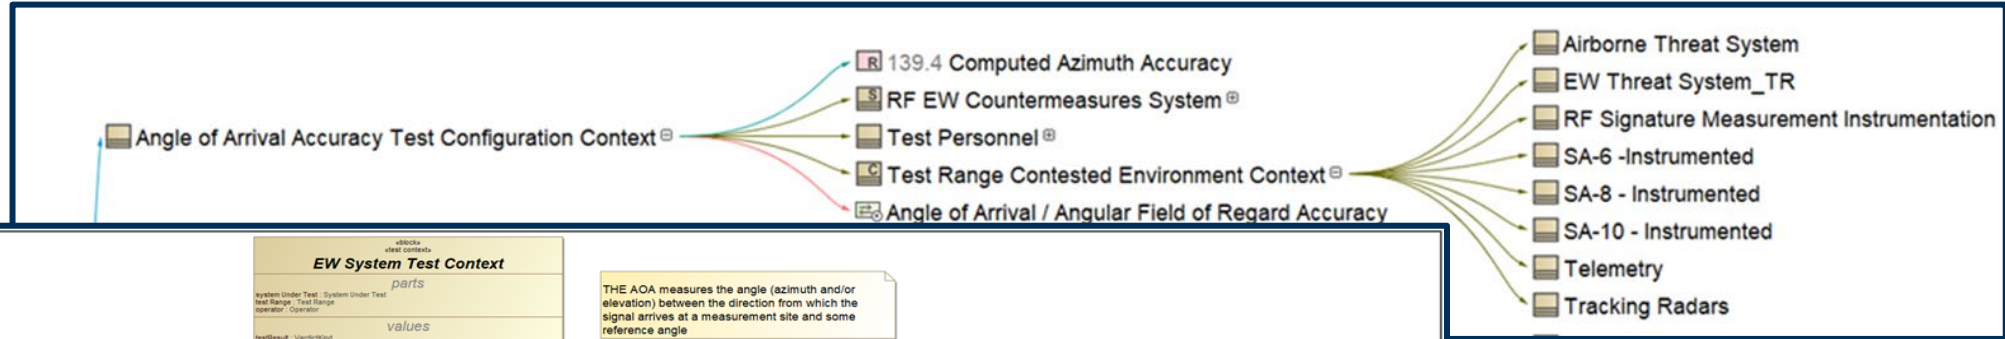 Angle of Arrival Accuracy Test Configuration Context
R 139.4 Computed Azimuth Accuracy
S RF EW Countermeasures System
Test Personnel
C Test Range Contested Environment Context
Angle of Arrival / Angular Field of Regard Accuracy
Airborne Threat System
EW Threat System_TR
RF Signature Measurement Instrumentation
SA-6 -Instrumented
SA-8 - Instrumented
SA-10 - Instrumented
Telemetry
Tracking Radars
«block»
«test context»
EW System Test Context
parts
system Under Test : System Under Test
test Range : Test Range
operator : Operator
values
testResult : VerdictKind
THE AOA measures the angle (azimuth and/or
elevation) between the direction from which the
signal arrives at a measurement site and some
reference angle